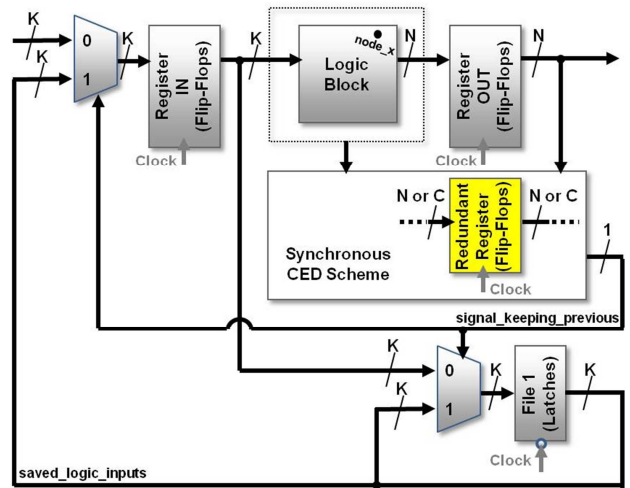 K
K
0
1
K
Register
IN
(Flip-Flops)
Clock
K
node_x
Logic
Block
N
Register
OUT
(Flip-Flops)
Clock
N
N or C
Redundant
Register
(Flip-Flops)
N or C
Clock
Synchronous
CED Scheme
1
signal_keeping_previous
K
K
0
1
K
File 1
(Latches)
K
Clock
saved_logic_inputs